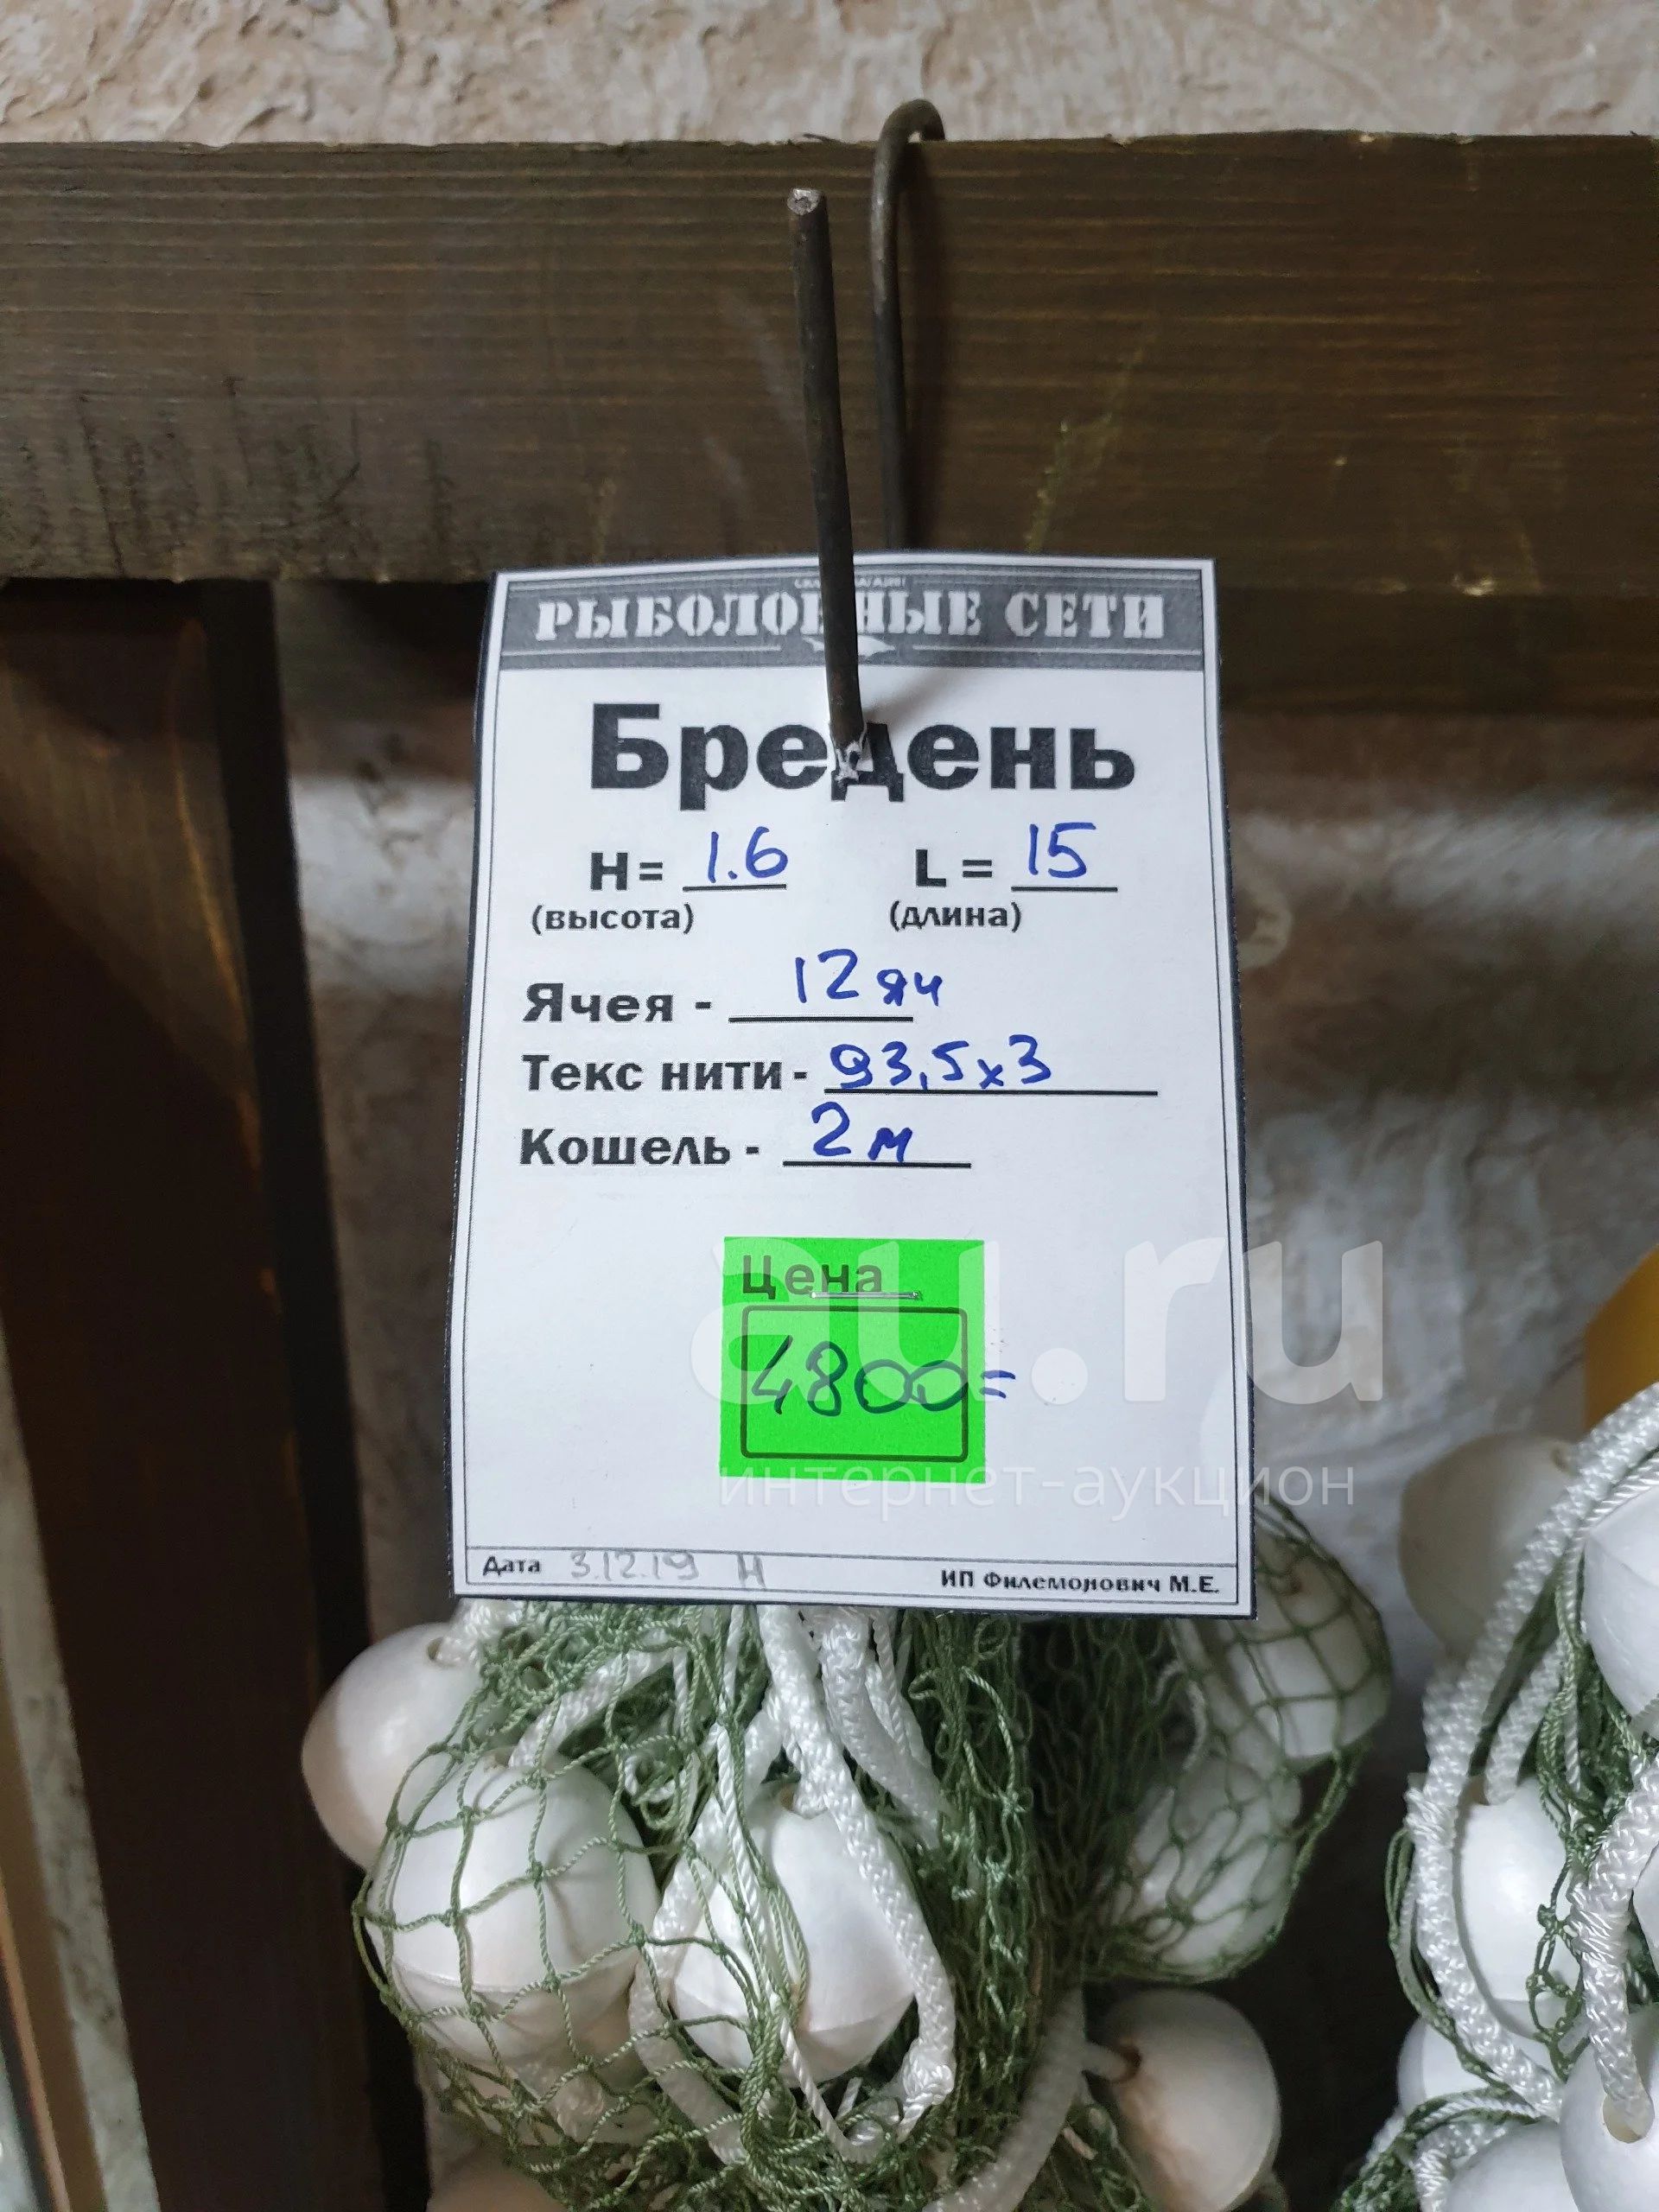 РЫБОЛОВНЫЕ СЕТИ
Бредень
H= 1.6 L= 15
(высота) (длина)
Ячея - 12 яч
Текс нити - 93,5х3
Кошель - 2 м
Цена
4800=
au.ru
интернет-аукцион
Дата 3.12.19 Н ИП Филемонович М.Е.